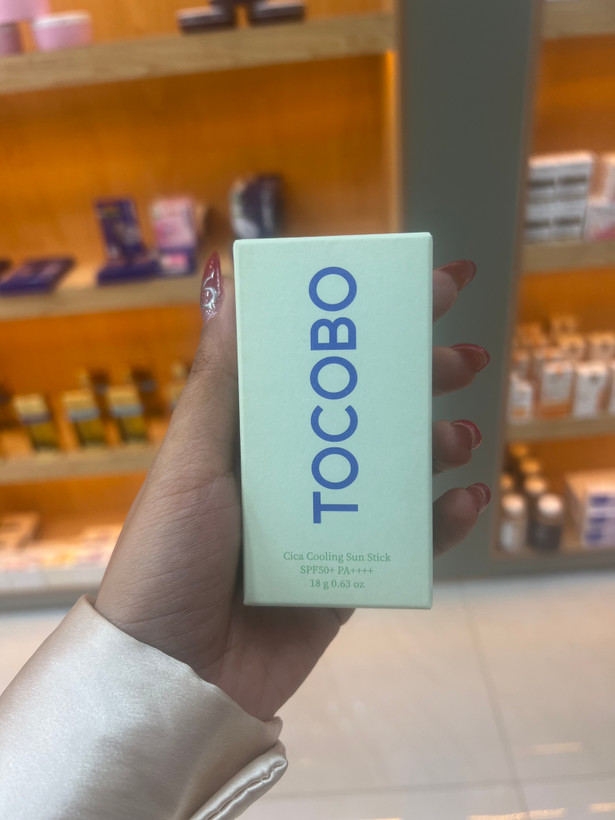 TOCOBO
Cica Cooling Sun Stick
SPF50+ PA++++
18 g 0.63 oz